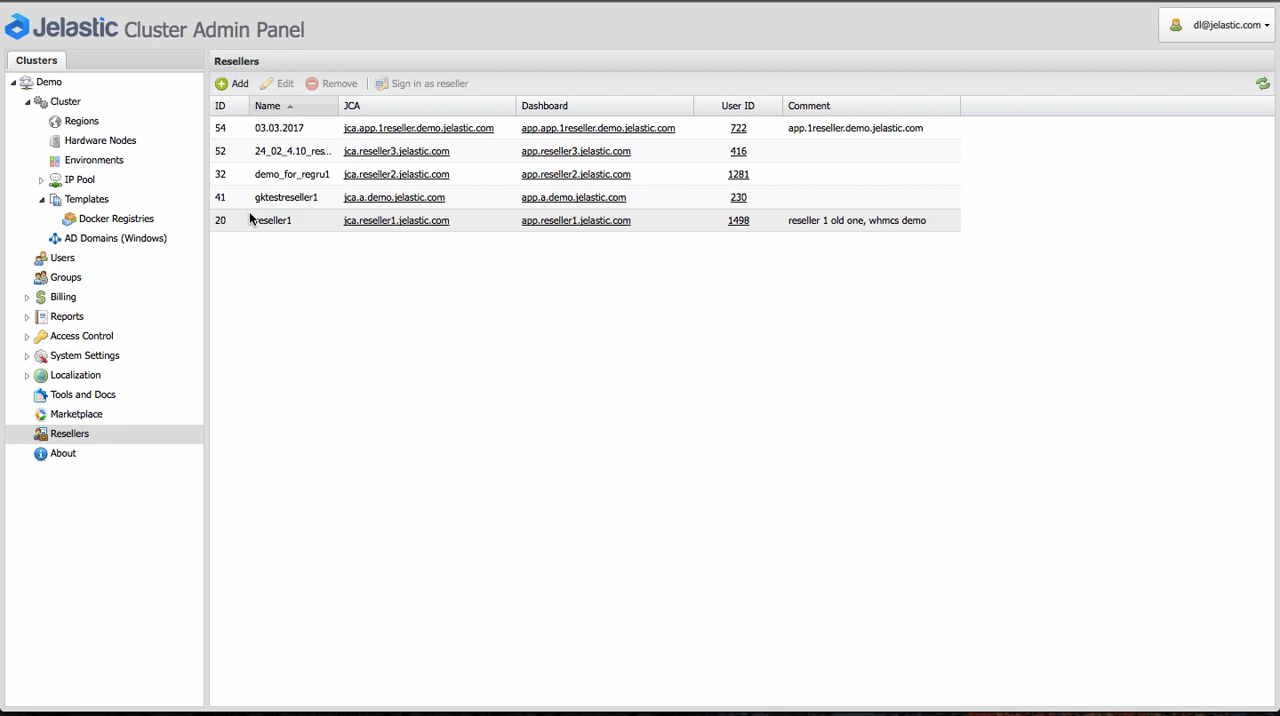 Jelastic Cluster Admin Panel
dl@jelastic.com
Clusters
Demo
Cluster
Regions
Hardware Nodes
Environments
IP Pool
Templates
Docker Registries
AD Domains (Windows)
Users
Groups
Billing
Reports
Access Control
System Settings
Localization
Tools and Docs
Marketplace
Resellers
About
Resellers
Add Edit Remove Sign in as reseller
ID Name JCA Dashboard User ID Comment
54 03.03.2017 jca.app.1reseller.demo.jelastic.com app.app.1reseller.demo.jelastic.com 722 app.1reseller.demo.jelastic.com
52 24_02_4.10_res... jca.reseller3.jelastic.com app.reseller3.jelastic.com 416
32 demo_for_regru1 jca.reseller2.jelastic.com app.reseller2.jelastic.com 1281
41 gktestreseller1 jca.a.demo.jelastic.com app.a.demo.jelastic.com 230
20 reseller1 jca.reseller1.jelastic.com app.reseller1.jelastic.com 1498 reseller 1 old one, whmcs demo